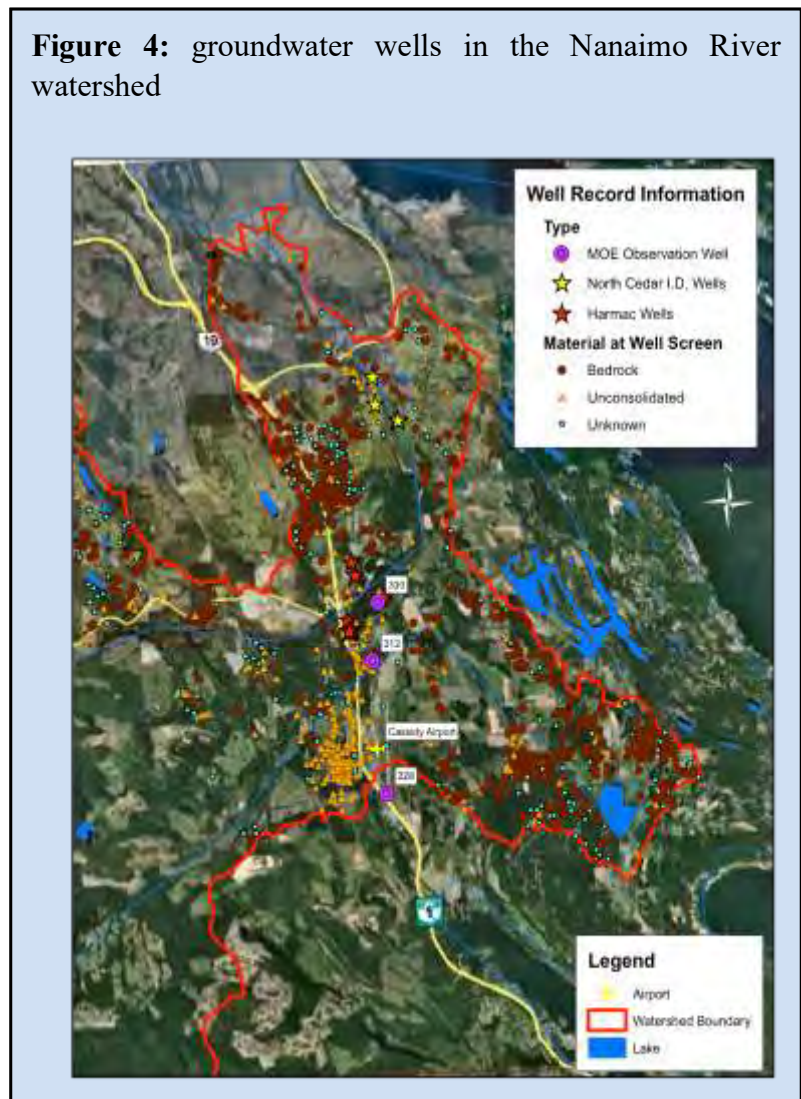 Figure 4: groundwater wells in the Nanaimo River
watershed
Well Record Information
Type
MOE Observation Well
North Cedar I.D, Wells
Harmac Wells
Material at Well Screen
Bedrock
Unconsolidated
Unknown
19
312
Cassidy Airport
228
1
Legend
Airport
Watershed Boundary
Lake